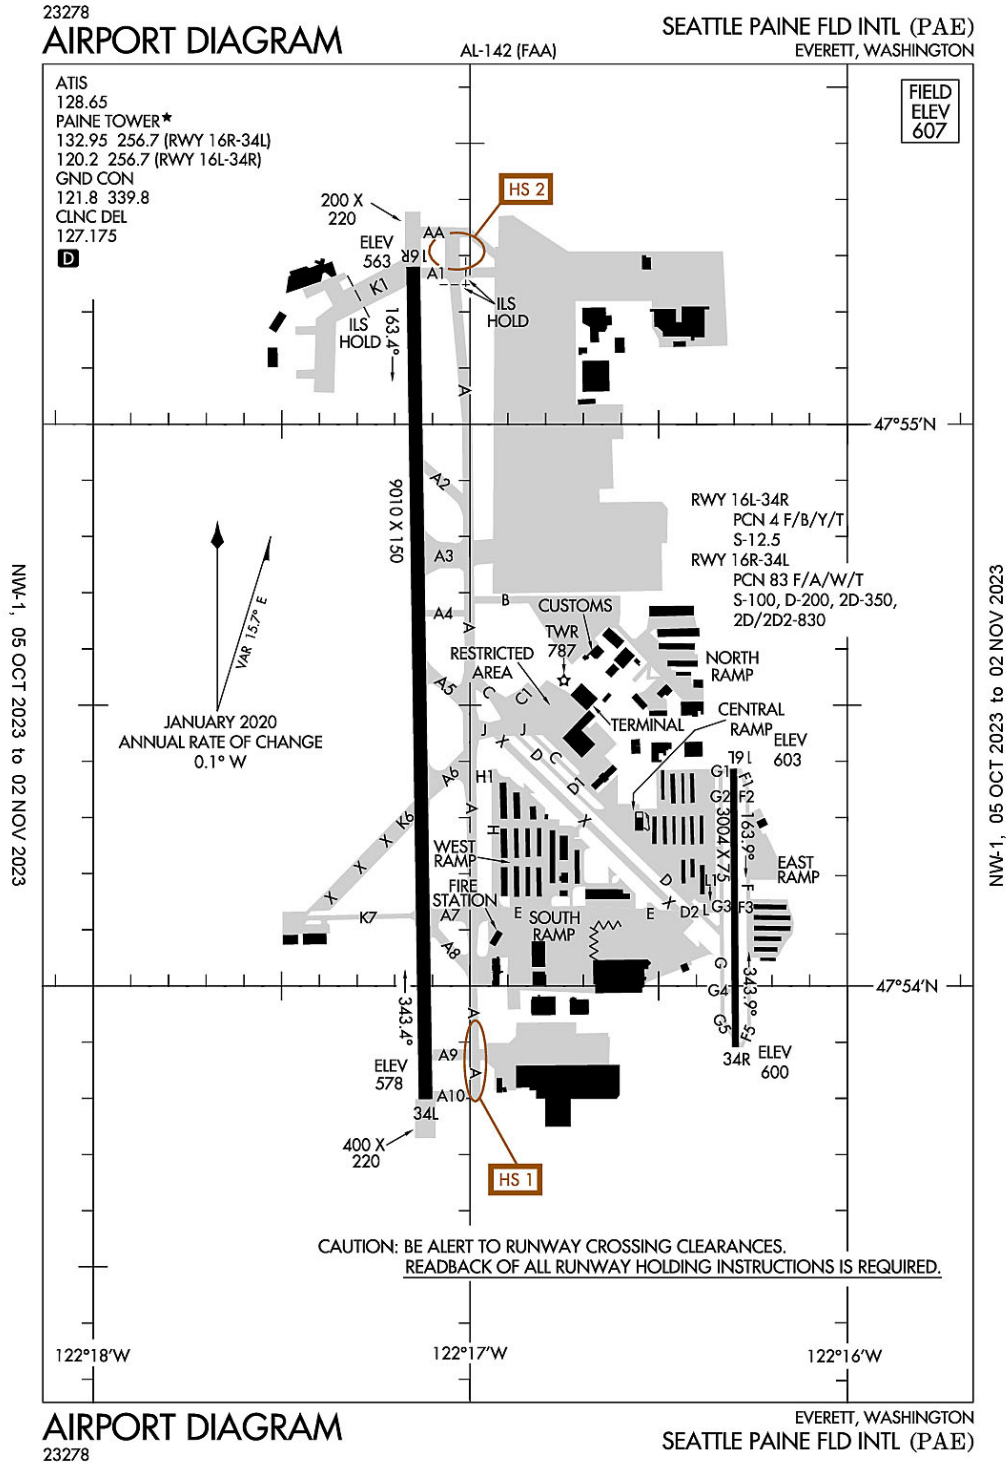 23278
AIRPORT DIAGRAM
AL-142 (FAA)
SEATTLE PAINE FLD INTL (PAE)
EVERETT, WASHINGTON
ATIS
128.65
PAINE TOWER★
132.95 256.7 (RWY 16R-34L)
120.2 256.7 (RWY 16L-34R)
GND CON
121.8 339.8
CLNC DEL
127.175
D
FIELD
ELEV
607
HS 2
200 X
220
AA
ELEV
563
16R
A1
K1
ILS
HOLD
ILS
HOLD
163.4°
A
47°55'N
A2
9010 X 150
RWY 16L-34R
PCN 4 F/B/Y/T
S-12.5
RWY 16R-34L
PCN 83 F/A/W/T
S-100, D-200, 2D-350,
2D/2D2-830
A3
VAR 15.7° E
JANUARY 2020
ANNUAL RATE OF CHANGE
0.1° W
A4
B
A
CUSTOMS
TWR
787
RESTRICTED
AREA
NORTH
RAMP
A5
C
C1
TERMINAL
CENTRAL
RAMP
J
J
X
D
C
D1
ELEV
603
16L
A6
H1
G1
F1
G2
F2
A
X
K6
X
X
X
H
3004 X 75
163.9°
WEST
RAMP
EAST
RAMP
FIRE
STATION
D
X
L1
F
K7
A7
E
SOUTH
RAMP
E
D2
L
G3
F3
A8
G
47°54'N
G4
343.4°
343.9°
A
G5
F5
A9
34R
ELEV
600
ELEV
578
A
A10
34L
400 X
220
HS 1
CAUTION: BE ALERT TO RUNWAY CROSSING CLEARANCES.
READBACK OF ALL RUNWAY HOLDING INSTRUCTIONS IS REQUIRED.
122°18'W
122°17'W
122°16'W
NW-1, 05 OCT 2023 to 02 NOV 2023
NW-1, 05 OCT 2023 to 02 NOV 2023
AIRPORT DIAGRAM
23278
EVERETT, WASHINGTON
SEATTLE PAINE FLD INTL (PAE)